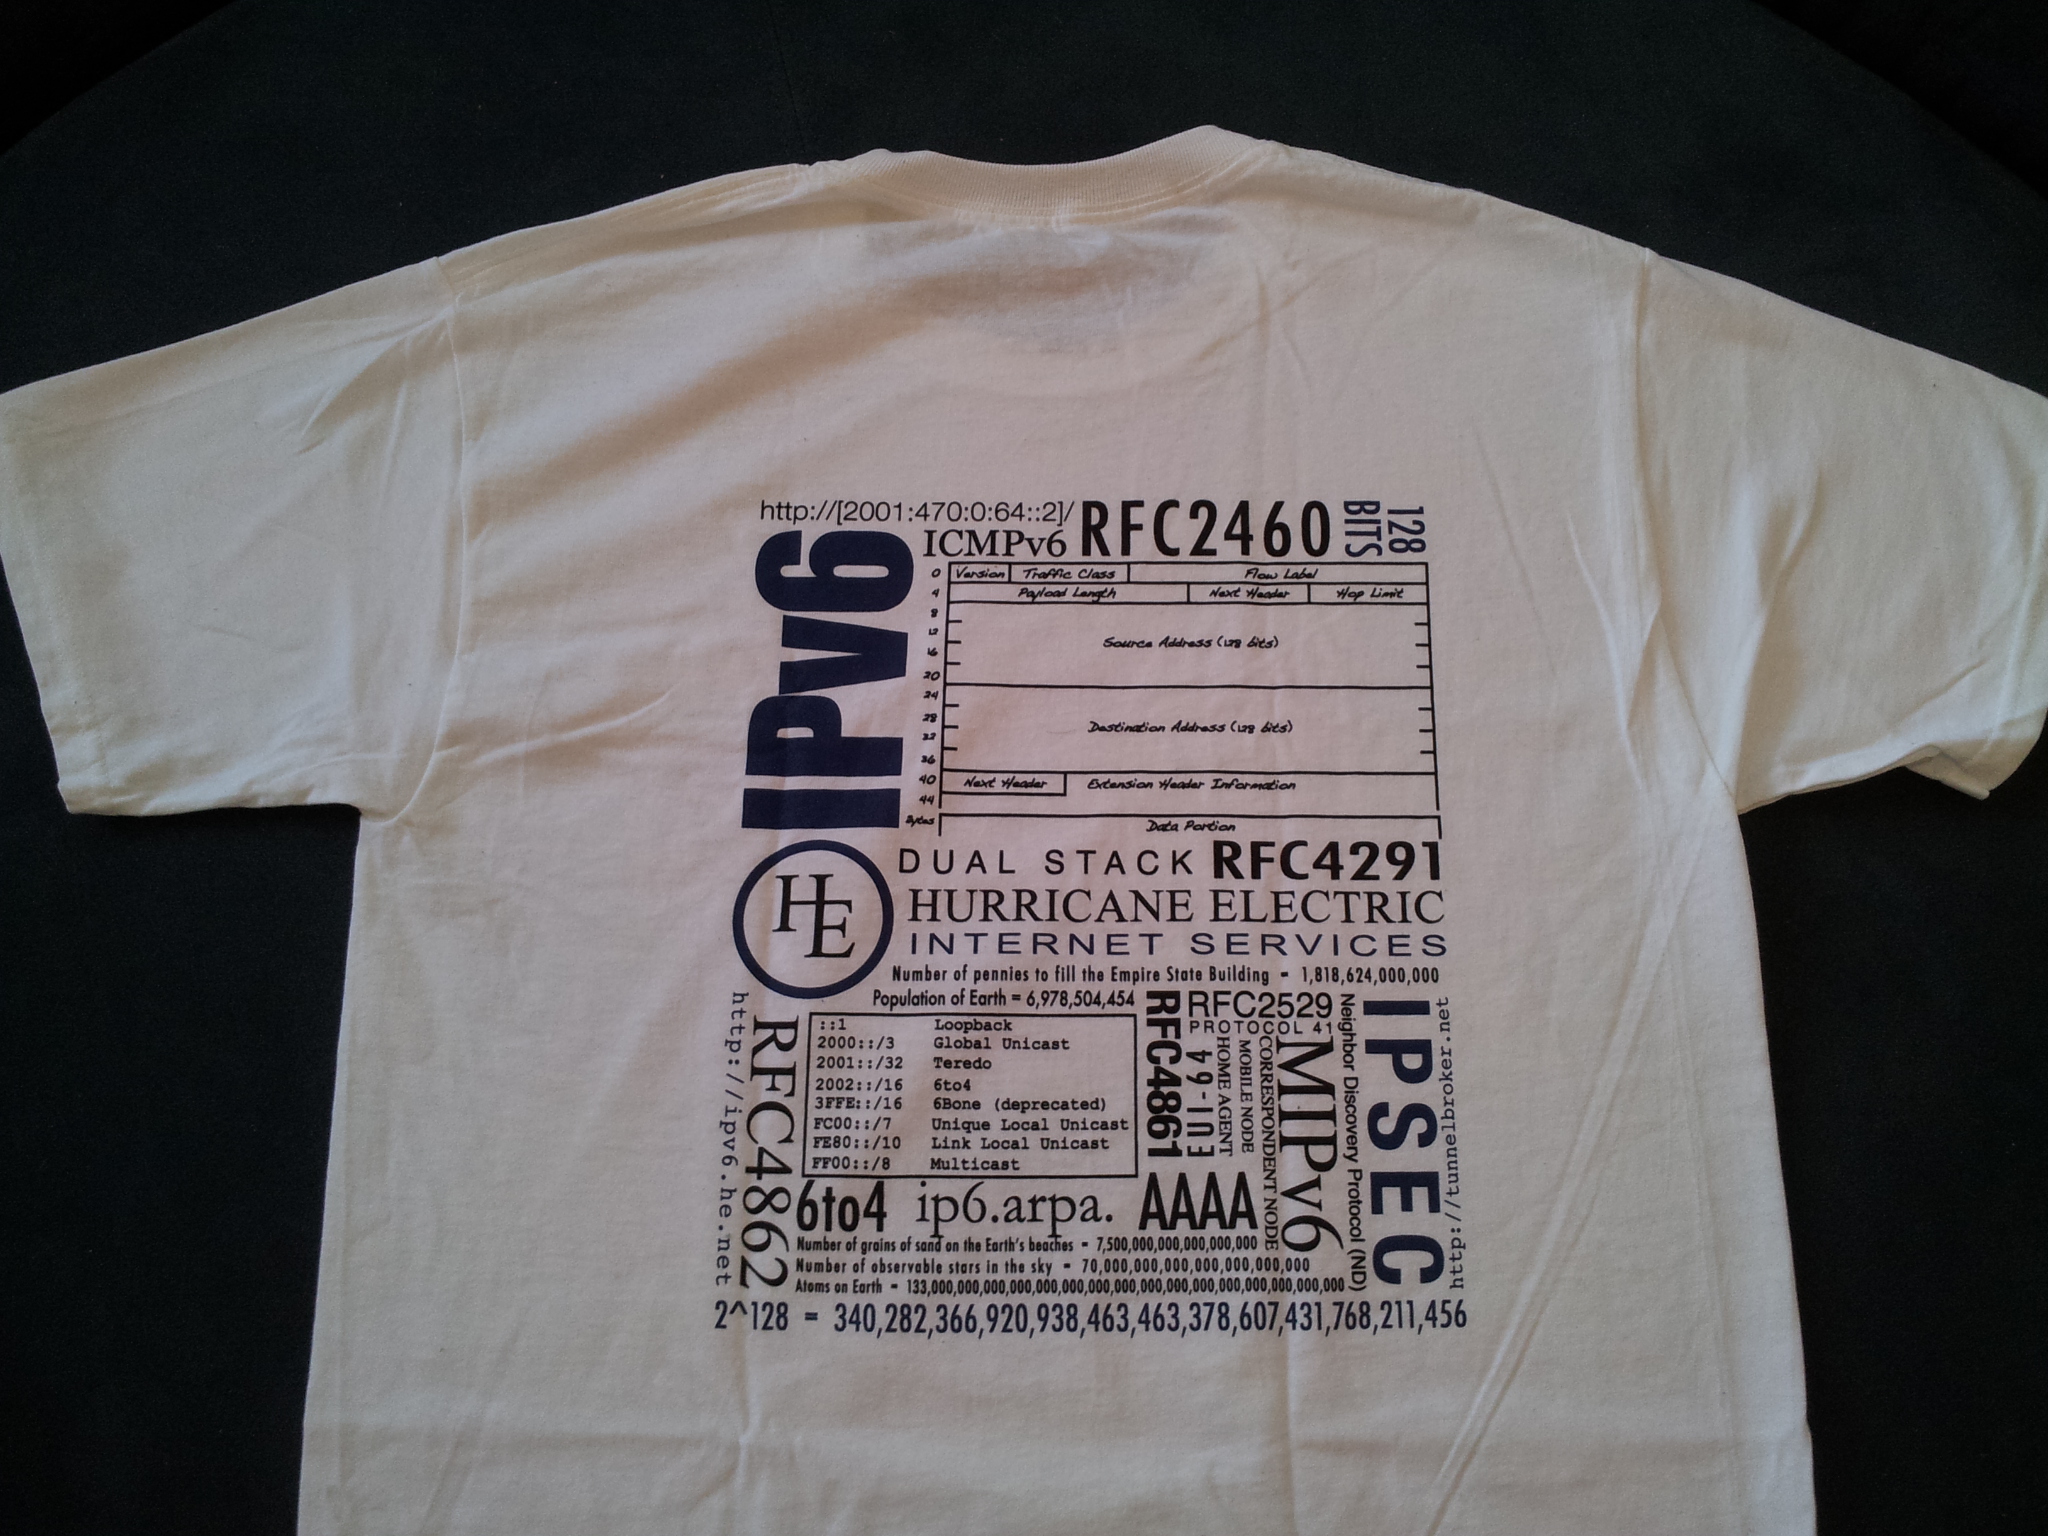 http://[2001:470:0:64::2]/
ICMPv6
RFC2460
128
BITS
IPv6
0 Version Traffic Class Flow Label
4 Payload Length Next Header Hop Limit
8
12
16
Source Address (128 bits)
20
24
28
32
Destination Address (128 bits)
36
40 Next Header Extension Header Information
44
Bytes Data Portion
HE
DUAL STACK RFC4291
HURRICANE ELECTRIC
INTERNET SERVICES
Number of pennies to fill the Empire State Building = 1,818,624,000,000
Population of Earth = 6,978,504,454
http://ipv6.he.net
RFC4862
::1 Loopback
2000::/3 Global Unicast
2001::/32 Teredo
2002::/16 6to4
3FFE::/16 6Bone (deprecated)
FC00::/7 Unique Local Unicast
FE80::/10 Link Local Unicast
FF00::/8 Multicast
RFC4861
RFC2529
PROTOCOL 41
EUI-64
HOME AGENT
MOBILE NODE
CORRESPONDENT NODE
MIPv6
Neighbor Discovery Protocol (ND)
IPSEC
http://tunnelbroker.net
6to4 ip6.arpa. AAAA
Number of grains of sand on the Earth's beaches = 7,500,000,000,000,000,000
Number of observable stars in the sky = 70,000,000,000,000,000,000,000
Atoms on Earth = 133,000,000,000,000,000,000,000,000,000,000,000,000,000,000,000,000
2^128 = 340,282,366,920,938,463,463,378,607,431,768,211,456